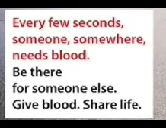 Every few seconds,
someone, somewhere,
needs blood.
Be there
for someone else.
Give blood. Share life.